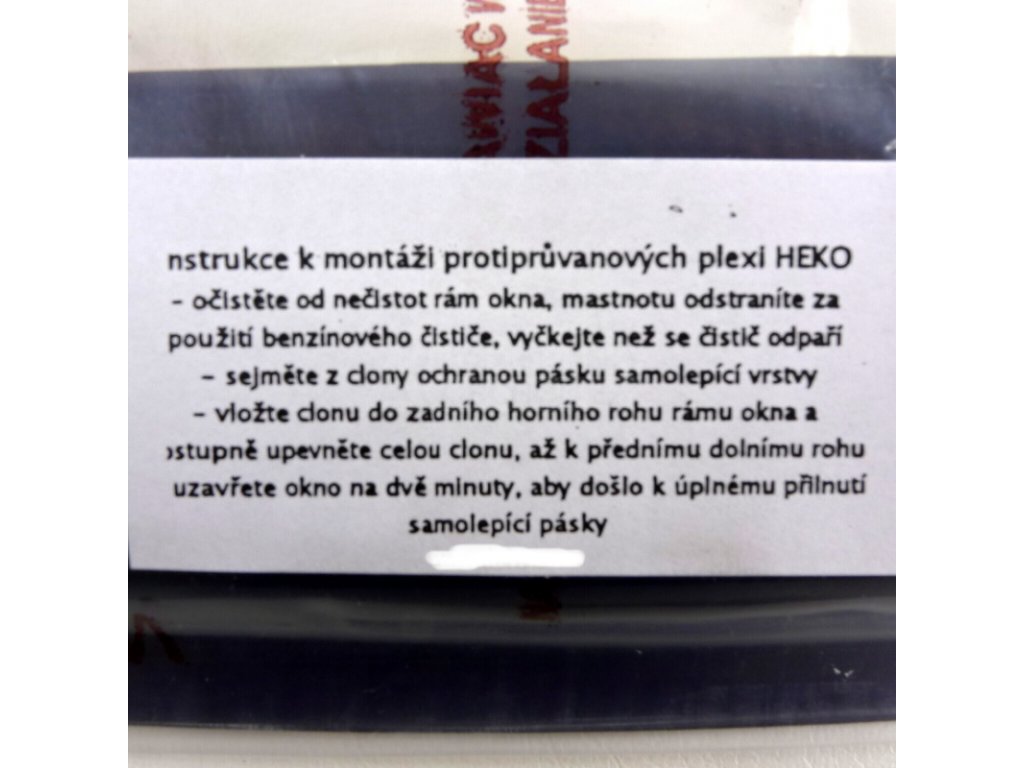 nstrukce k montáži protiprůvanových plexi HEKO
- očistěte od nečistot rám okna, mastnotu odstraníte za
použití benzínového čističe, vyčkejte než se čistič odpaří
- sejměte z clony ochranou pásku samolepící vrstvy
- vložte clonu do zadního horního rohu rámu okna a
ostupně upevněte celou clonu, až k přednímu dolnímu rohu
uzavřete okno na dvě minuty, aby došlo k úplnému přilnutí
samolepící pásky